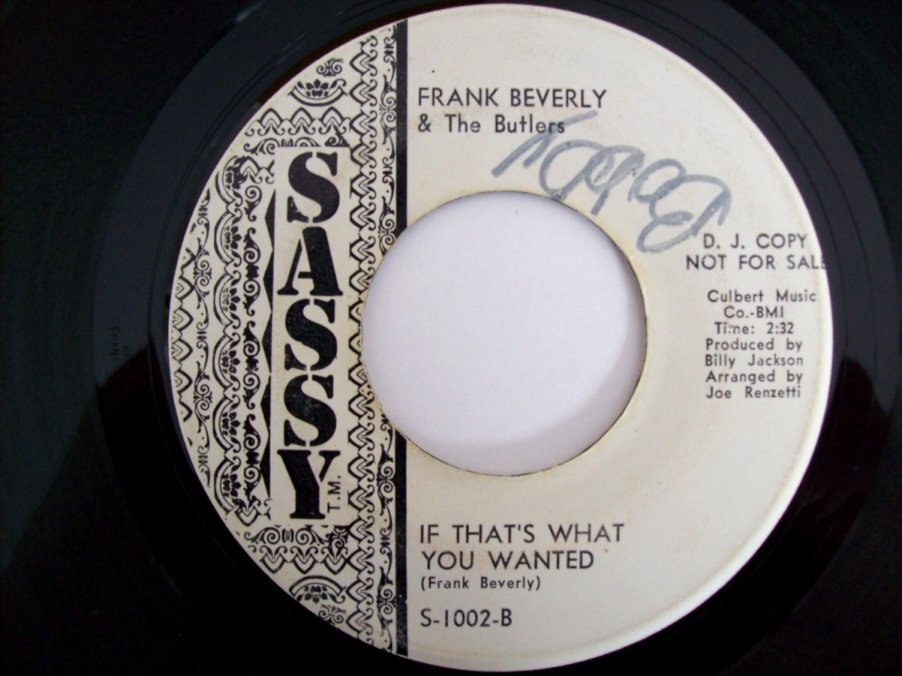 SASSY
T.M.
FRANK BEVERLY
& The Butlers
D. J. COPY
NOT FOR SALE
Culbert Music
Co.-BMI
Time: 2:32
Produced by
Billy Jackson
Arranged by
Joe Renzetti
IF THAT'S WHAT
YOU WANTED
(Frank Beverly)
S-1002-B